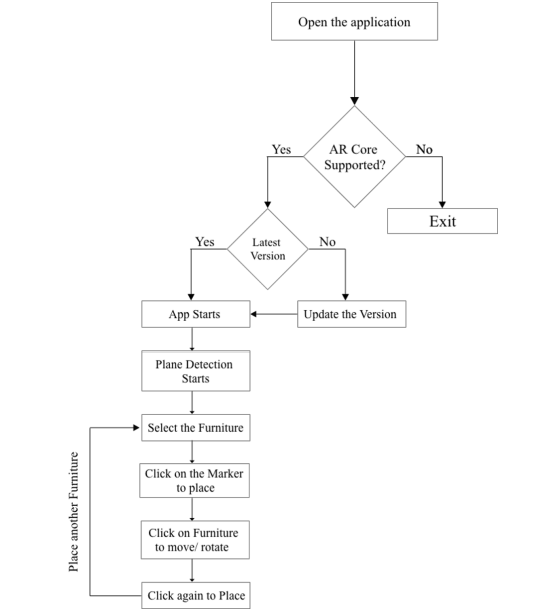 Open the application
AR Core
Supported?
Yes
No
Exit
Latest
Version
Yes
No
App Starts
Update the Version
Plane Detection
Starts
Select the Furniture
Click on the Marker
to place
Click on Furniture
to move/ rotate
Click again to Place
Place another Furniture